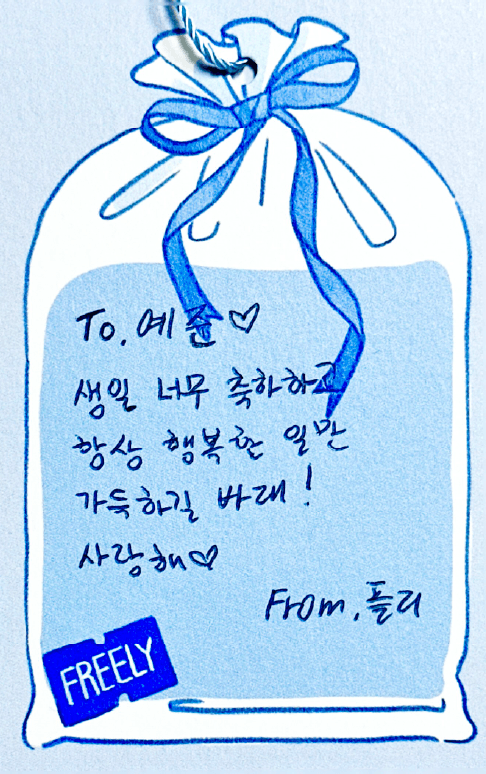 To. 예준♡
생일 너무 축하하고
항상 행복한 일만
가득하길 바래!
사랑해♡
From. 플리
FREELY